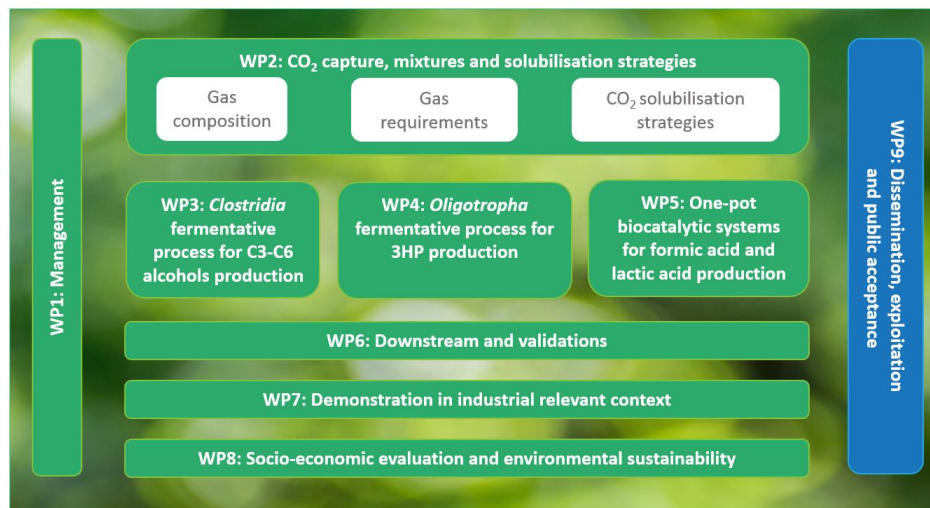 WP1: Management
WP2: CO₂ capture, mixtures and solubilisation strategies
Gas
composition
Gas
requirements
CO₂ solubilisation
strategies
WP3: Clostridia
fermentative
process for C3-C6
alcohols production
WP4: Oligotropha
fermentative process for
3HP production
WP5: One-pot
biocatalytic systems
for formic acid and
lactic acid production
WP6: Downstream and validations
WP7: Demonstration in industrial relevant context
WP8: Socio-economic evaluation and environmental sustainability
WP9: Dissemination, exploitation
and public acceptance